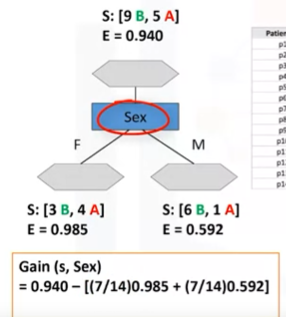 S: [9 B, 5 A]
E = 0.940
Patien
Sex
F M
S: [3 B, 4 A] S: [6 B, 1 A]
E = 0.985 E = 0.592
Gain (s, Sex)
= 0.940 – [(7/14)0.985 + (7/14)0.592]